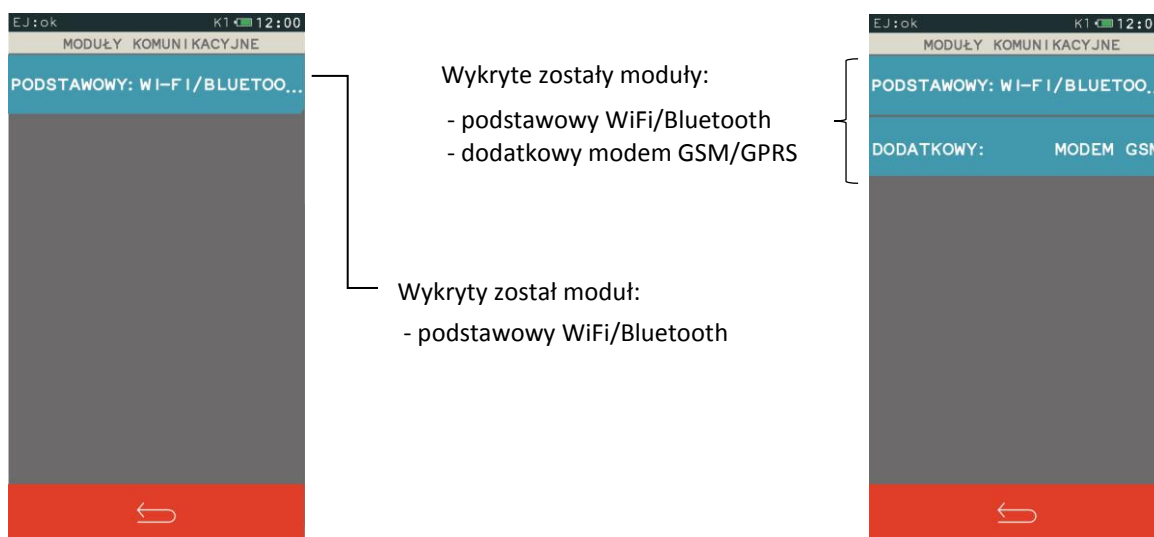 EJ:ok K1 12:00
MODUŁY KOMUNIKACYJNE
PODSTAWOWY: WI-FI/BLUETOO...
Wykryte zostały moduły:
- podstawowy WiFi/Bluetooth
- dodatkowy modem GSM/GPRS
Wykryty został moduł:
- podstawowy WiFi/Bluetooth
EJ:ok K1 12:0
MODUŁY KOMUNIKACYJNE
PODSTAWOWY: WI-FI/BLUETOO..
DODATKOWY: MODEM GSM